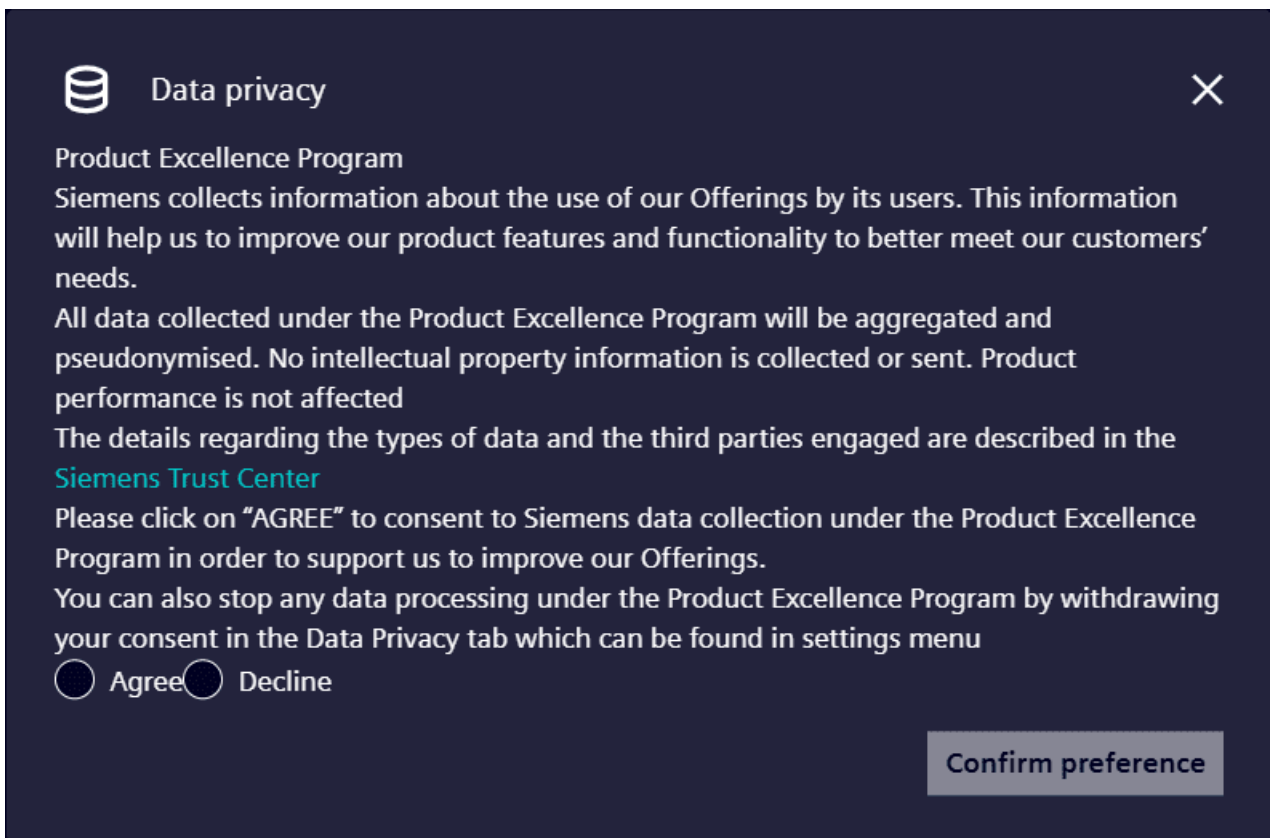 Data privacy
Product Excellence Program
Siemens collects information about the use of our Offerings by its users. This information
will help us to improve our product features and functionality to better meet our customers’
needs.
All data collected under the Product Excellence Program will be aggregated and
pseudonymised. No intellectual property information is collected or sent. Product
performance is not affected
The details regarding the types of data and the third parties engaged are described in the
Siemens Trust Center
Please click on “AGREE” to consent to Siemens data collection under the Product Excellence
Program in order to support us to improve our Offerings.
You can also stop any data processing under the Product Excellence Program by withdrawing
your consent in the Data Privacy tab which can be found in settings menu
Agree Decline
Confirm preference